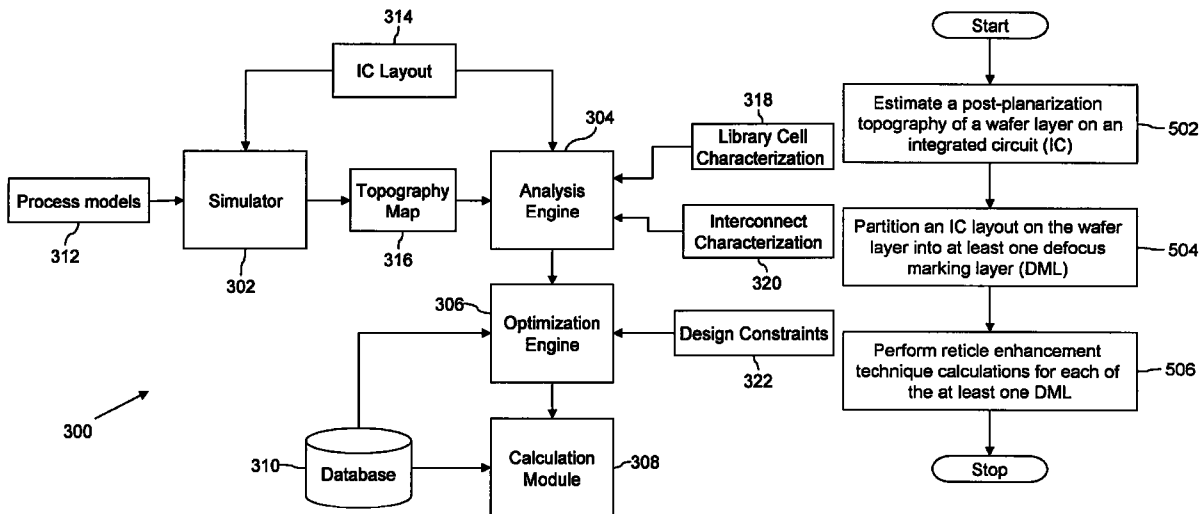 314
IC Layout
304
318
Library Cell
Characterization
Process models
312
Simulator
302
Topography
Map
316
Analysis
Engine
Interconnect
Characterization
320
306
Optimization
Engine
Design Constraints
322
300
310
Database
Calculation
Module
308
Start
Estimate a post-planarization
topography of a wafer layer on an
integrated circuit (IC)
502
Partition an IC layout on the wafer
layer into at least one defocus
marking layer (DML)
504
Perform reticle enhancement
technique calculations for each of
the at least one DML
506
Stop